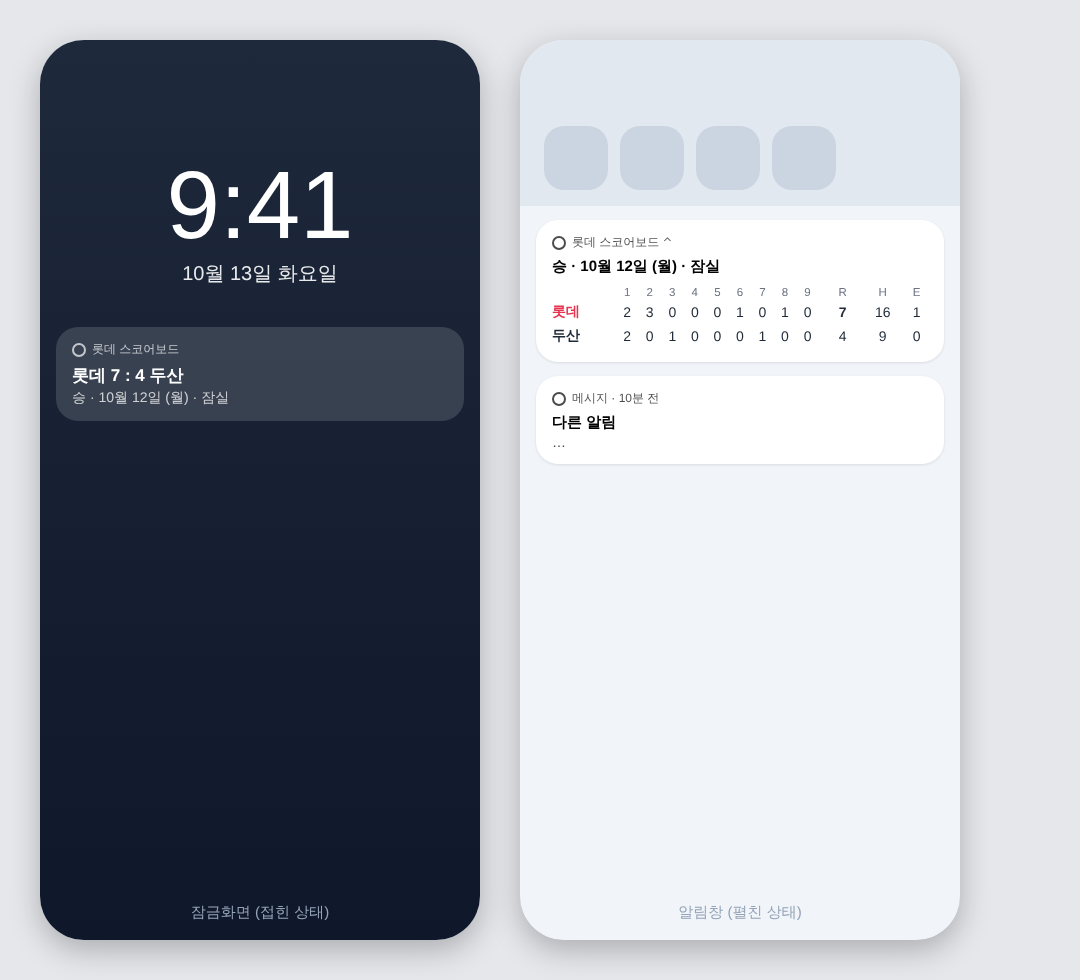 9:41
10월 13일 화요일
롯데 스코어보드
롯데 7 : 4 두산
승 · 10월 12일 (월) · 잠실
잠금화면 (접힌 상태)
롯데 스코어보드 ^
승 · 10월 12일 (월) · 잠실
1 2 3 4 5 6 7 8 9 R H E
롯데 2 3 0 0 0 1 0 1 0 7 16 1
두산 2 0 1 0 0 0 1 0 0 4 9 0
메시지 · 10분 전
다른 알림
…
알림창 (펼친 상태)